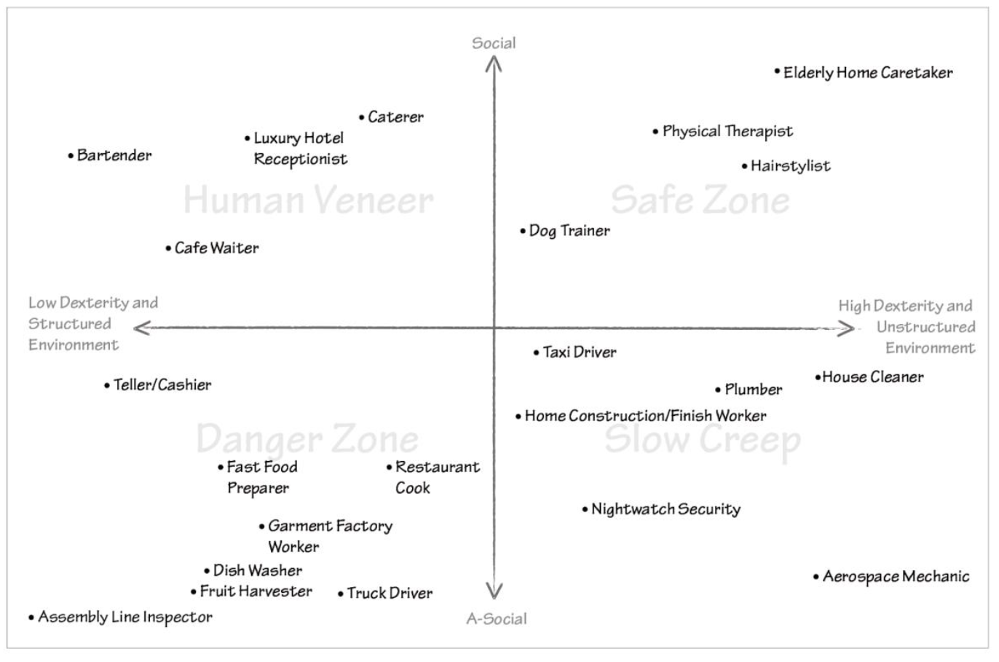 Social
Elderly Home Caretaker
Caterer
Luxury Hotel
Receptionist
Physical Therapist
Bartender
Hairstylist
Human Veneer
Safe Zone
Dog Trainer
Cafe Waiter
Low Dexterity and
Structured
Environment
High Dexterity and
Unstructured
Environment
Taxi Driver
House Cleaner
Teller/Cashier
Plumber
Home Construction/Finish Worker
Danger Zone
Slow Creep
Fast Food
Preparer
Restaurant
Cook
Nightwatch Security
Garment Factory
Worker
Dish Washer
Aerospace Mechanic
Fruit Harvester
Truck Driver
Assembly Line Inspector
A-Social